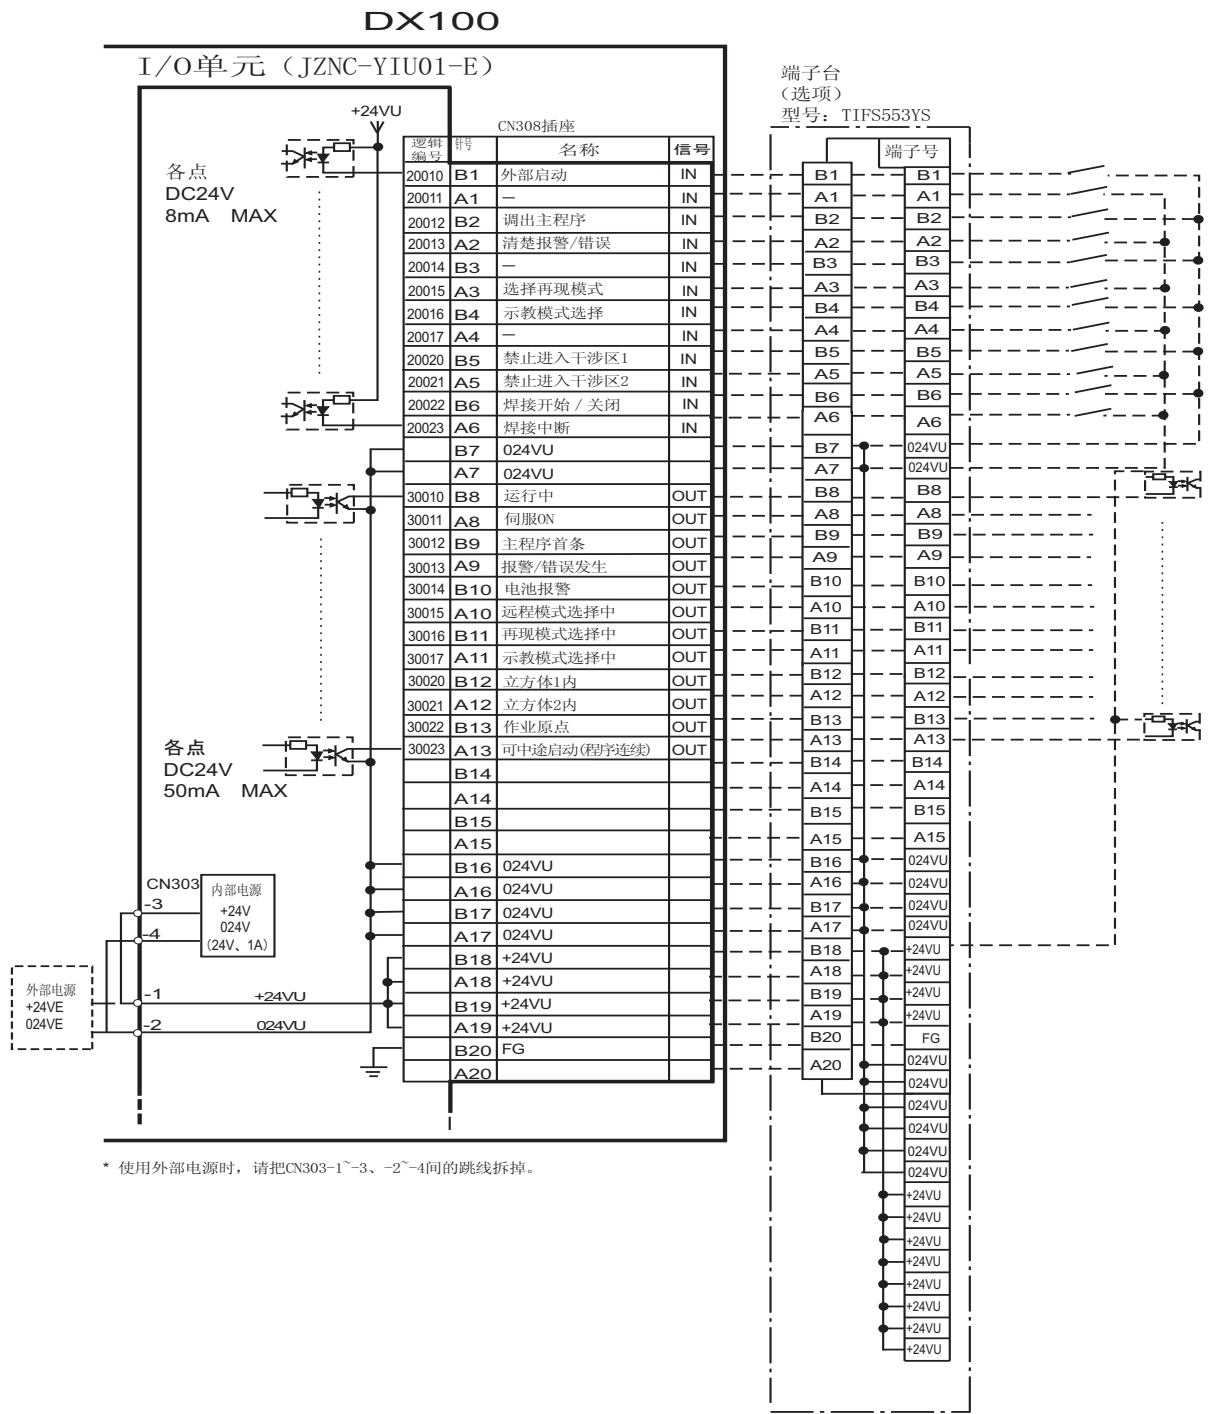 DX100
I/O单元（JZNC-YIU01-E）
端子台
（选项）
型号：TIFS553YS
+24VU
CN308插座
各点
DC24V
8mA MAX
逻辑编号 针号 名称 信号
端子号
20010 B1 外部启动 IN B1 B1
20011 A1 — IN A1 A1
20012 B2 调出主程序 IN B2 B2
20013 A2 清楚报警/错误 IN A2 A2
20014 B3 — IN B3 B3
20015 A3 选择再现模式 IN A3 A3
20016 B4 示教模式选择 IN B4 B4
20017 A4 — IN A4 A4
20020 B5 禁止进入干涉区1 IN B5 B5
20021 A5 禁止进入干涉区2 IN A5 A5
20022 B6 焊接开始 / 关闭 IN B6 B6
20023 A6 焊接中断 IN A6 A6
B7 024VU B7 024VU
A7 024VU A7 024VU
30010 B8 运行中 OUT B8 B8
30011 A8 伺服ON OUT A8 A8
30012 B9 主程序首条 OUT B9 B9
30013 A9 报警/错误发生 OUT A9 A9
30014 B10 电池报警 OUT B10 B10
30015 A10 远程模式选择中 OUT A10 A10
30016 B11 再现模式选择中 OUT B11 B11
30017 A11 示教模式选择中 OUT A11 A11
30020 B12 立方体1内 OUT B12 B12
30021 A12 立方体2内 OUT A12 A12
30022 B13 作业原点 OUT B13 B13
30023 A13 可中途启动(程序连续) OUT A13 A13
各点
DC24V
50mA MAX
B14 B14 B14
A14 A14 A14
B15 B15 B15
A15 A15 A15
B16 024VU B16 024VU
A16 024VU A16 024VU
B17 024VU B17 024VU
A17 024VU A17 024VU
B18 +24VU B18 +24VU
A18 +24VU A18 +24VU
B19 +24VU B19 +24VU
A19 +24VU A19 +24VU
B20 FG B20 FG
A20 A20 024VU
024VU
024VU
024VU
024VU
024VU
+24VU
+24VU
+24VU
+24VU
+24VU
+24VU
+24VU
+24VU
CN303
内部电源
+24V
024V
(24V、1A)
-3
-4
外部电源
+24VE
024VE
-1 +24VU
-2 024VU
* 使用外部电源时，请把CN303-1~-3、-2~-4间的跳线拆掉。